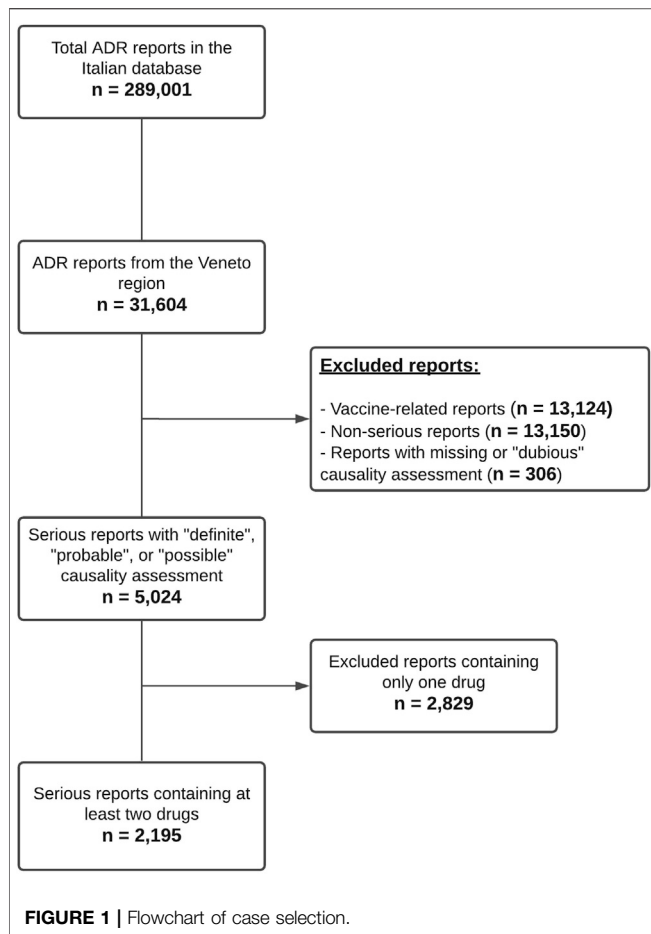 Total ADR reports in the
Italian database
n = 289,001
ADR reports from the Veneto
region
n = 31,604
Excluded reports:
- Vaccine-related reports (n = 13,124)
- Non-serious reports (n = 13,150)
- Reports with missing or "dubious"
causality assessment (n = 306)
Serious reports with "definite",
"probable", or "possible"
causality assessment
n = 5,024
Excluded reports containing
only one drug
n = 2,829
Serious reports containing at
least two drugs
n = 2,195
FIGURE 1 | Flowchart of case selection.